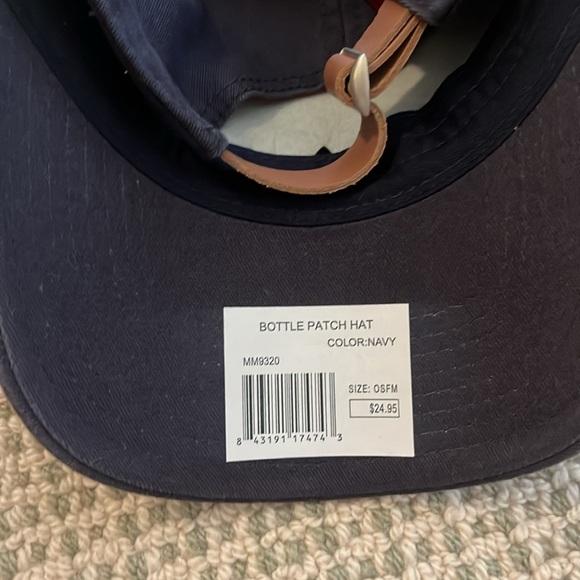 BOTTLE PATCH HAT
COLOR:NAVY
MM9320
SIZE: OSFM
$24.95
8 43191 17474 3